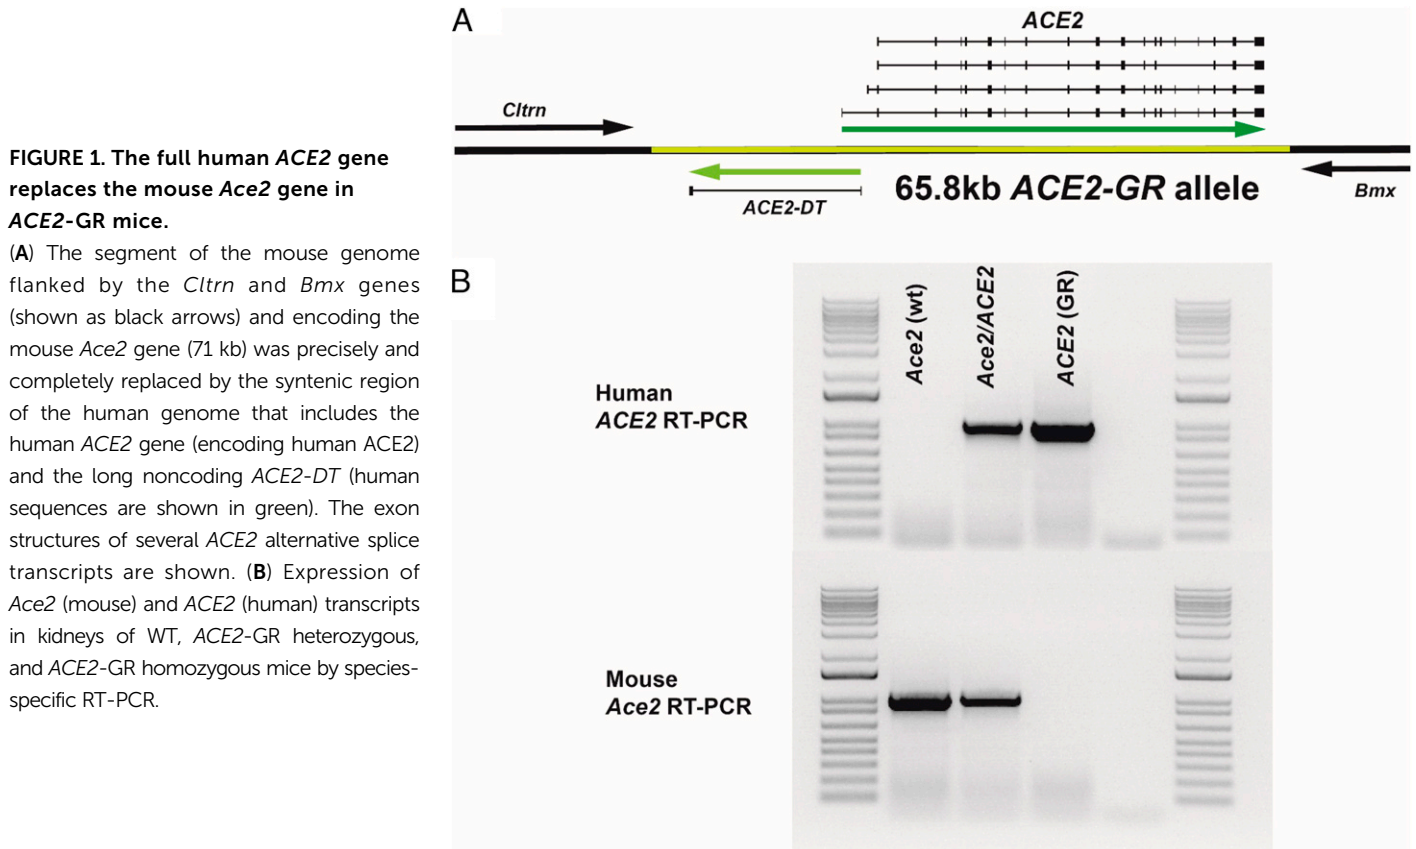 FIGURE 1. The full human ACE2 gene
replaces the mouse Ace2 gene in
ACE2-GR mice.
(A) The segment of the mouse genome
flanked by the Cltrn and Bmx genes
(shown as black arrows) and encoding the
mouse Ace2 gene (71 kb) was precisely and
completely replaced by the syntenic region
of the human genome that includes the
human ACE2 gene (encoding human ACE2)
and the long noncoding ACE2-DT (human
sequences are shown in green). The exon
structures of several ACE2 alternative splice
transcripts are shown. (B) Expression of
Ace2 (mouse) and ACE2 (human) transcripts
in kidneys of WT, ACE2-GR heterozygous,
and ACE2-GR homozygous mice by species-
specific RT-PCR.
A
ACE2
Cltrn
65.8kb ACE2-GR allele
ACE2-DT
Bmx
B
Ace2 (wt)
Ace2/ACE2
ACE2 (GR)
Human
ACE2 RT-PCR
Mouse
Ace2 RT-PCR